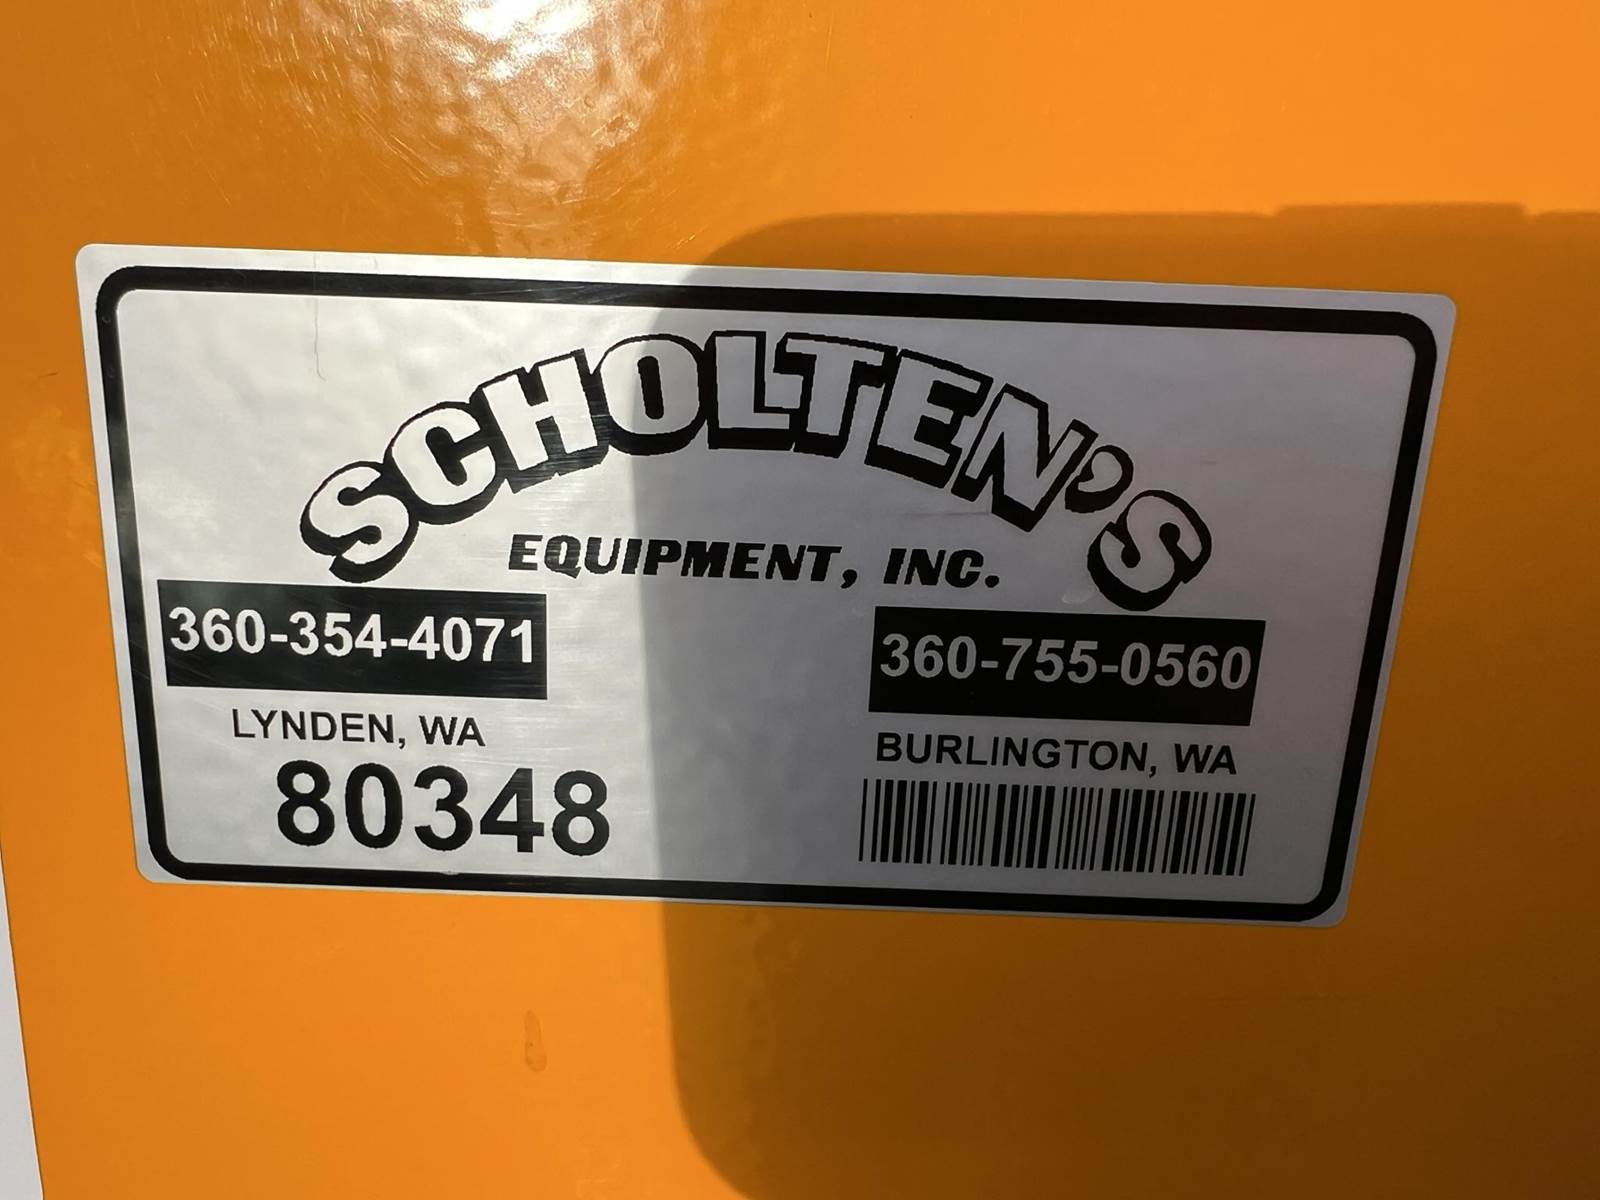 SCHOLTEN'S
EQUIPMENT, INC.
360-354-4071
LYNDEN, WA
80348
360-755-0560
BURLINGTON, WA